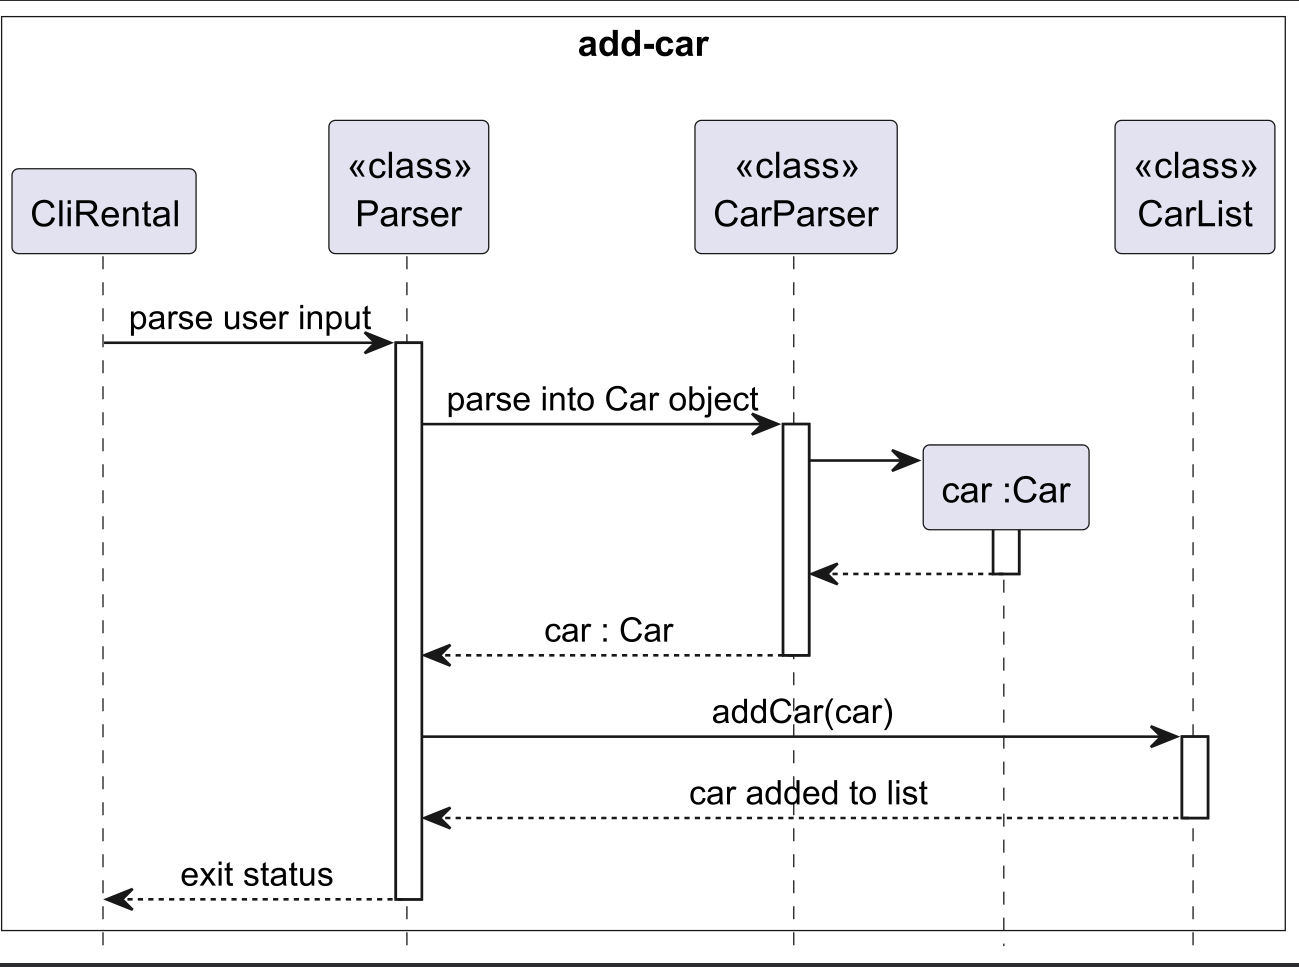 add-car
«class»
«class»
«class»
CliRental
Parser
CarParser
CarList
parse user input
parse into Car object
car :Car
car : Car
addCar(car)
car added to list
exit status